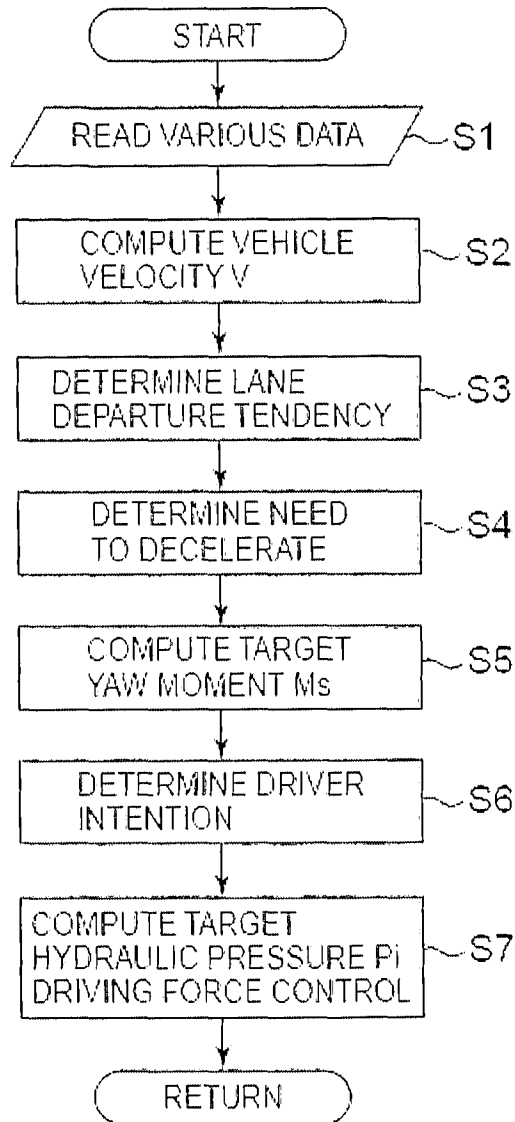 START
READ VARIOUS DATA
S1
COMPUTE VEHICLE
VELOCITY V
S2
DETERMINE LANE
DEPARTURE TENDENCY
S3
DETERMINE NEED
TO DECELERATE
S4
COMPUTE TARGET
YAW MOMENT Ms
S5
DETERMINE DRIVER
INTENTION
S6
COMPUTE TARGET
HYDRAULIC PRESSURE Pi
DRIVING FORCE CONTROL
S7
RETURN